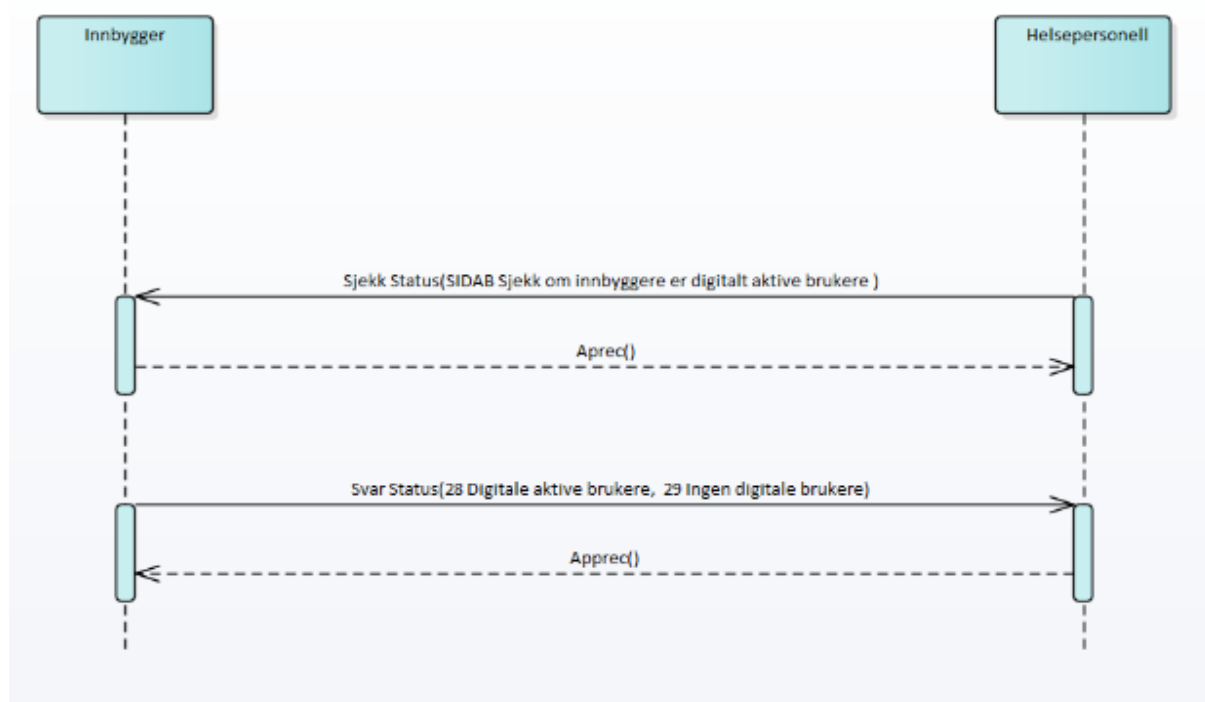 Innbygger
Helsepersonell
Sjekk Status(SIDAB Sjekk om innbyggere er digitalt aktive brukere )
Aprec()
Svar Status(28 Digitale aktive brukere,  29 Ingen digitale brukere)
Apprec()